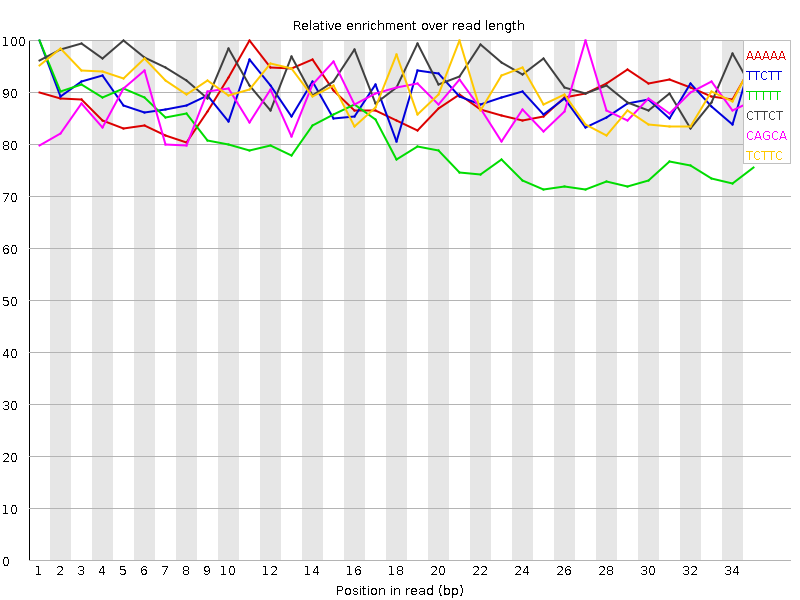 Relative enrichment over read length
100
90
80
70
60
50
40
30
20
10
0
AAAAA
TTCTT
TTTTT
CTTCT
CAGCA
TCTTC
1 2 3 4 5 6 7 8 9 10 12 14 16 18 20 22 24 26 28 30 32 34
Position in read (bp)